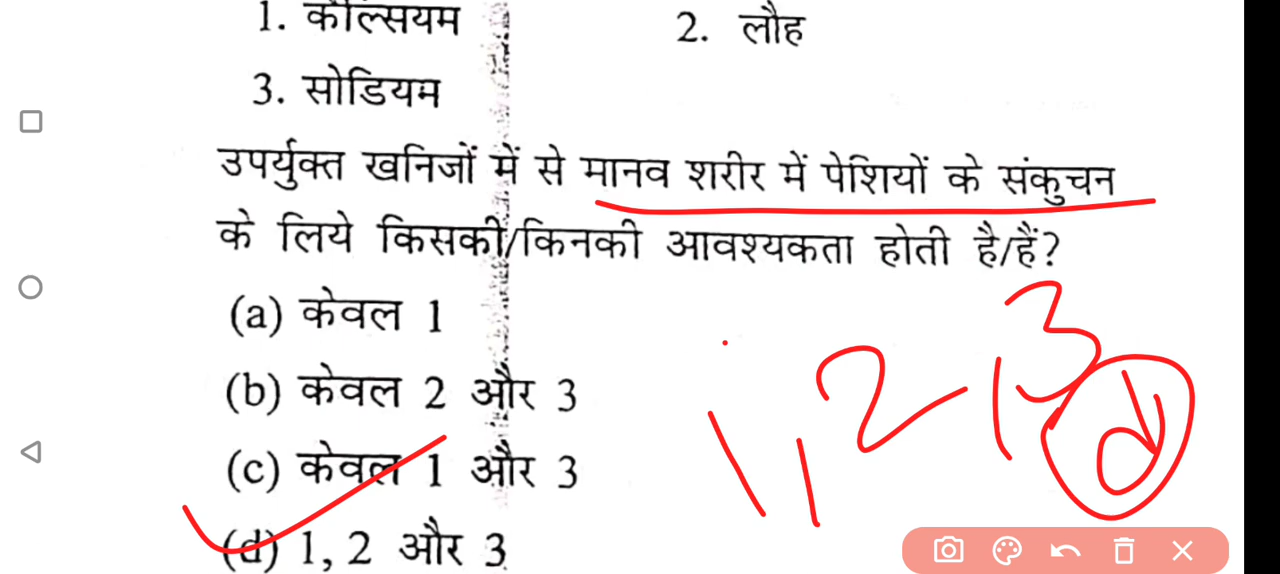 1. कैल्सियम 2. लौह
3. सोडियम
उपर्युक्त खनिजों में से मानव शरीर में पेशियों के संकुचन
के लिये किसकी/किनकी आवश्यकता होती है/हैं?
(a) केवल 1
(b) केवल 2 और 3
(c) केवल 1 और 3
(d) 1, 2 और 3
1, 2, 3
d